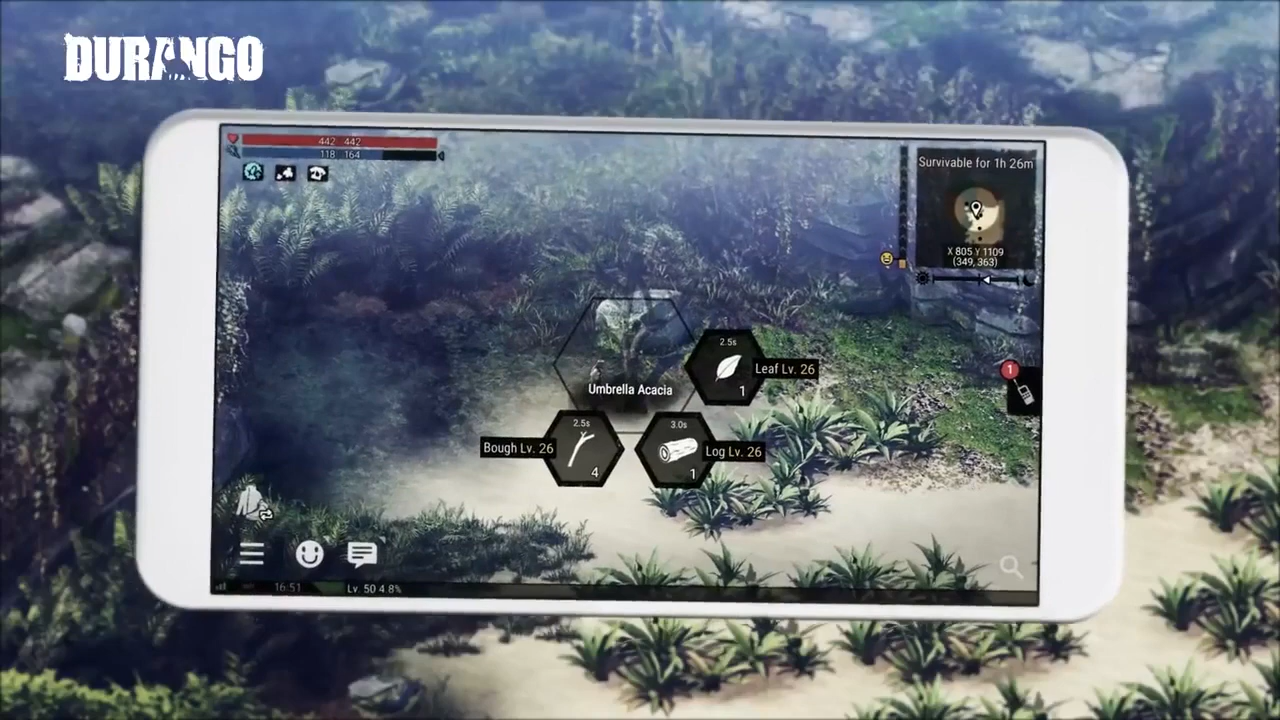 DURANGO
442 442
118 164
Survivable for 1h 26m
X 805 Y 1109
(349, 363)
2.5s
Leaf Lv. 26
1
Umbrella Acacia
1
2.5s
Bough Lv. 26
4
3.0s
Log Lv. 26
1
16:51
Lv. 50 4.8%